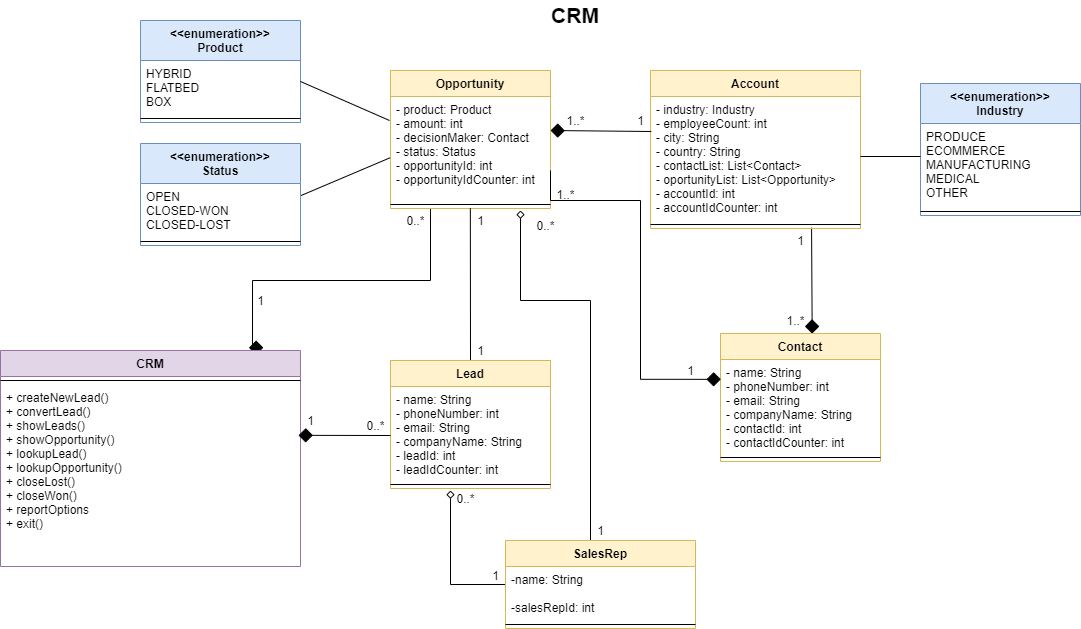 CRM
<<enumeration>>
Product
HYBRID
FLATBED
BOX
<<enumeration>>
Status
OPEN
CLOSED-WON
CLOSED-LOST
Opportunity
- product: Product
- amount: int
- decisionMaker: Contact
- status: Status
- opportunityId: int
- opportunityIdCounter: int
1..*
1
Account
- industry: Industry
- employeeCount: int
- city: String
- country: String
- contactList: List<Contact>
- oportunityList: List<Opportunity>
- accountId: int
- accountIdCounter: int
<<enumeration>>
Industry
PRODUCE
ECOMMERCE
MANUFACTURING
MEDICAL
OTHER
1..*
0..*
1
0..*
1
1
1..*
1
1
CRM
+ createNewLead()
+ convertLead()
+ showLeads()
+ showOpportunity()
+ lookupLead()
+ lookupOpportunity()
+ closeLost()
+ closeWon()
+ reportOptions
+ exit()
1
0..*
Lead
- name: String
- phoneNumber: int
- email: String
- companyName: String
- leadId: int
- leadIdCounter: int
Contact
- name: String
- phoneNumber: int
- email: String
- companyName: String
- contactId: int
- contactIdCounter: int
0..*
1
1
SalesRep
-name: String
-salesRepId: int